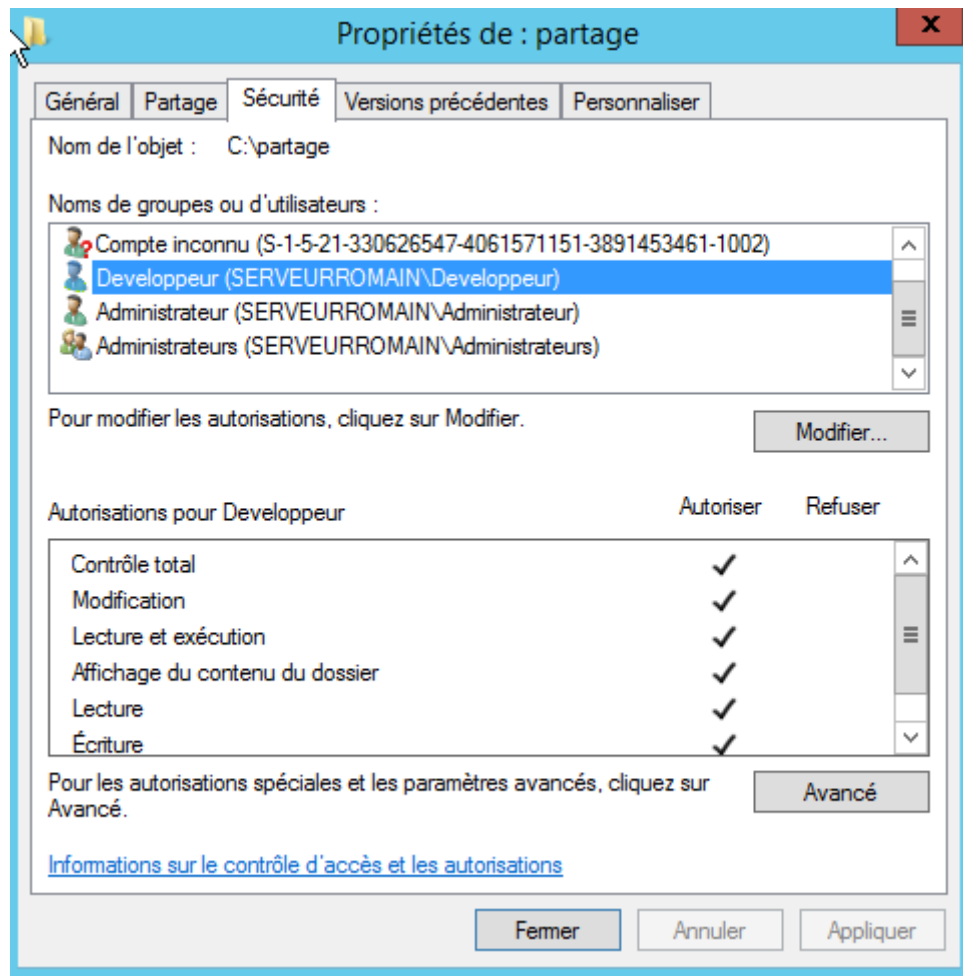 Propriétés de : partage
x
Général Partage Sécurité Versions précédentes Personnaliser
Nom de l'objet : C:\partage
Noms de groupes ou d'utilisateurs :
Compte inconnu (S-1-5-21-330626547-4061571151-3891453461-1002)
Developpeur (SERVEURROMAIN\Developpeur)
Administrateur (SERVEURROMAIN\Administrateur)
Administrateurs (SERVEURROMAIN\Administrateurs)
Pour modifier les autorisations, cliquez sur Modifier.
Modifier...
Autorisations pour Developpeur Autoriser Refuser
Contrôle total
Modification
Lecture et exécution
Affichage du contenu du dossier
Lecture
Écriture
Pour les autorisations spéciales et les paramètres avancés, cliquez sur
Avancé.
Avancé
Informations sur le contrôle d'accès et les autorisations
Fermer Annuler Appliquer